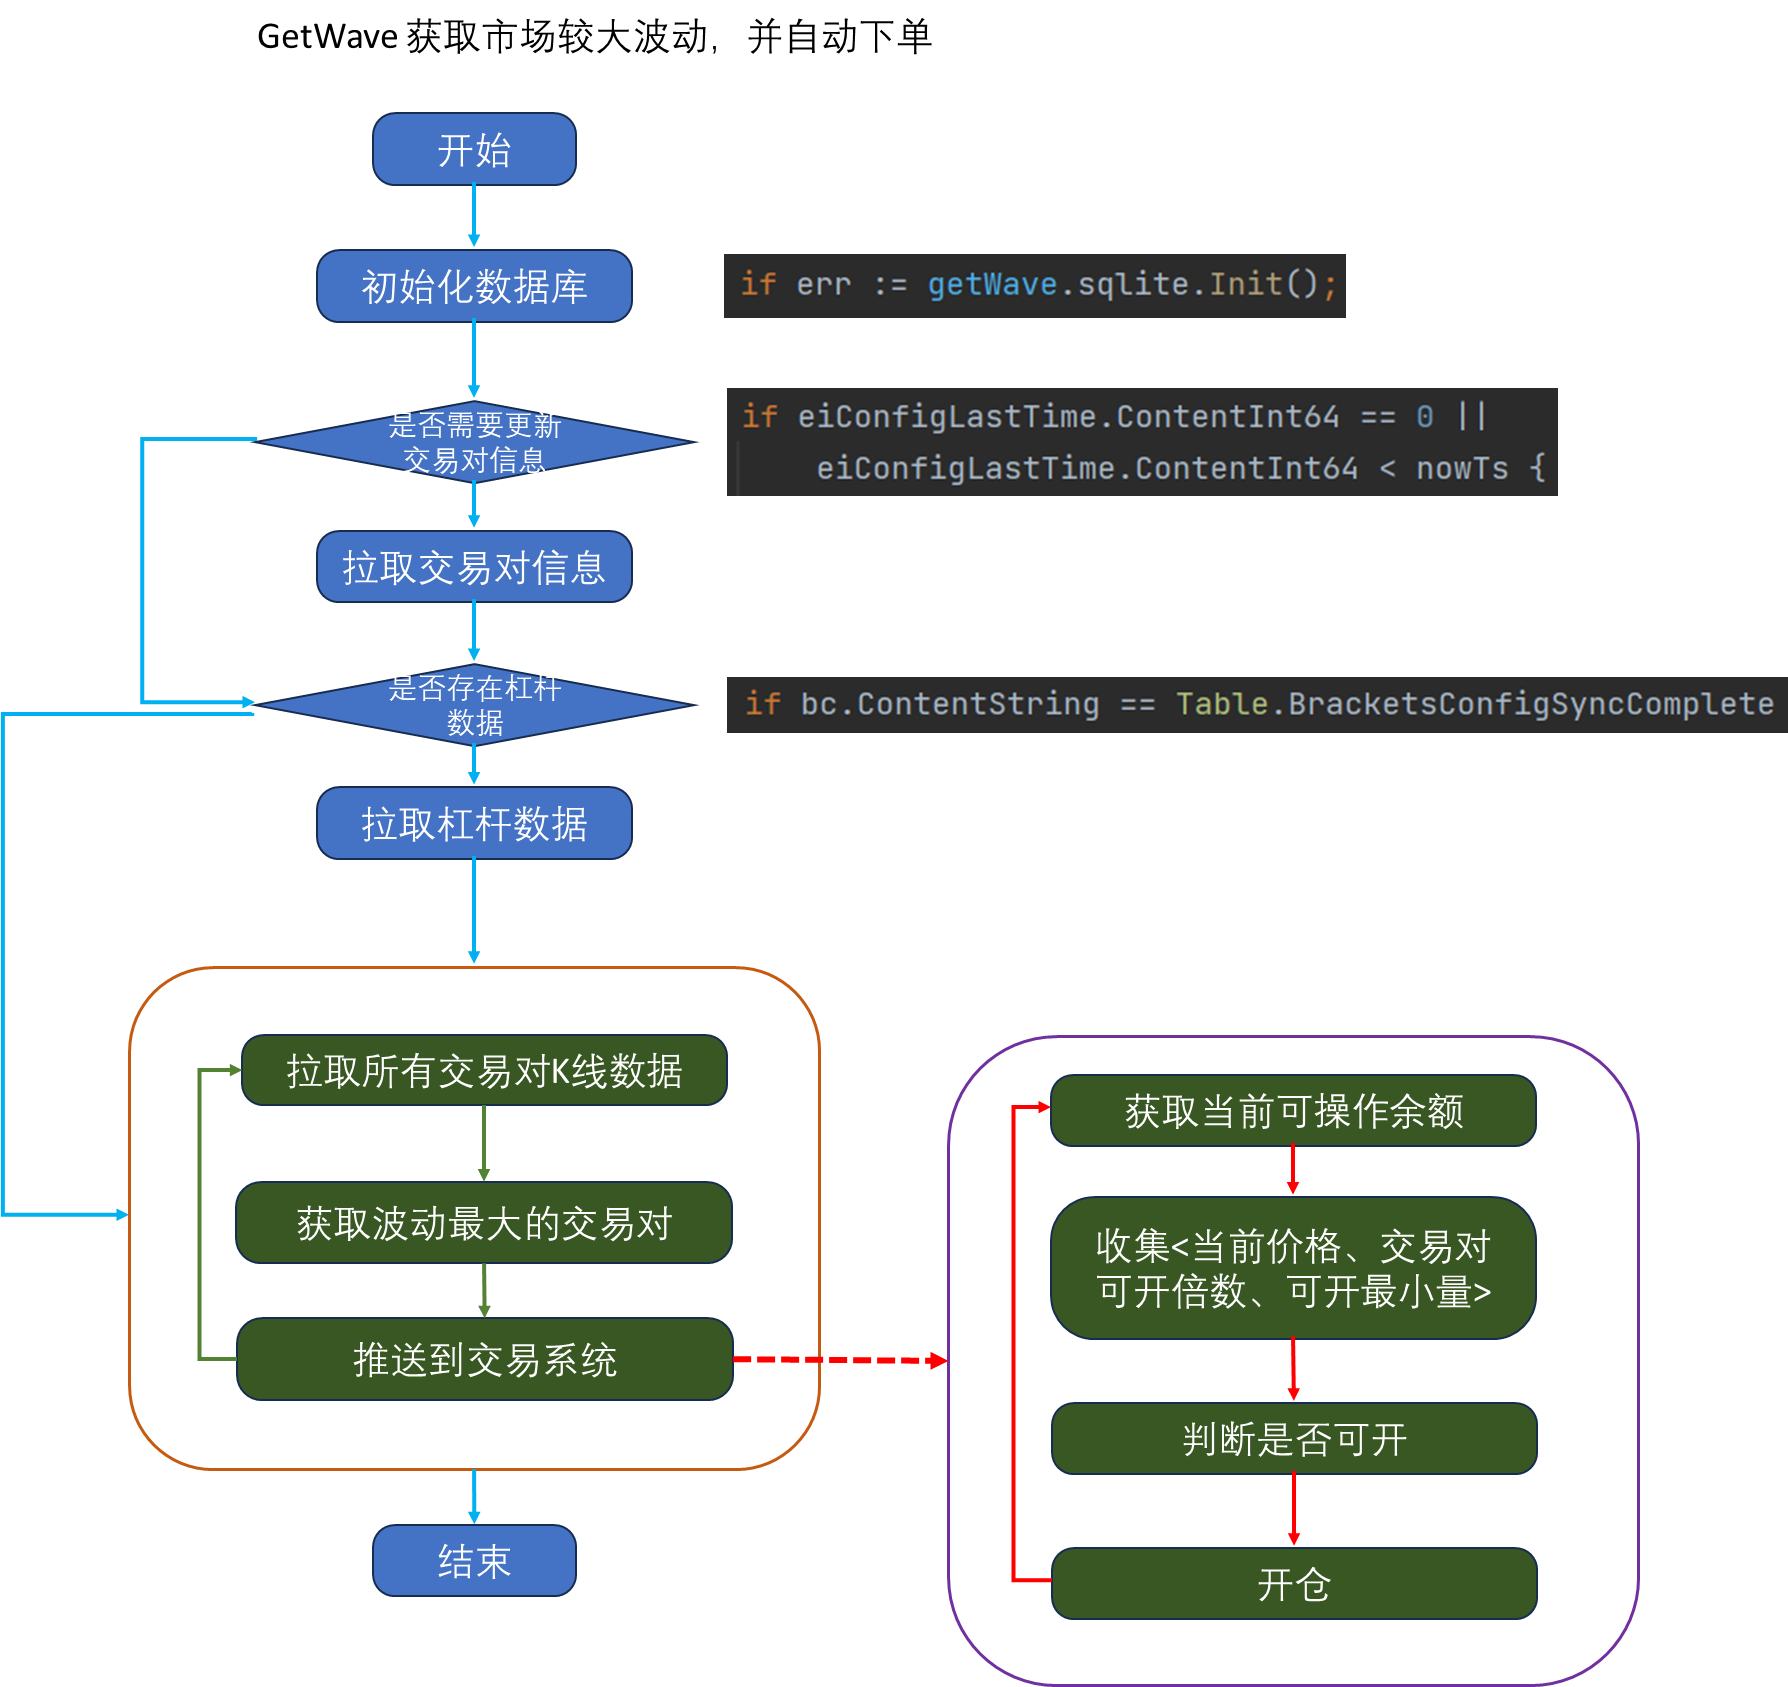 GetWave 获取市场较大波动，并自动下单
开始
初始化数据库
if err := getWave.sqlite.Init();
是否需要更新
交易对信息
if eiConfigLastTime.ContentInt64 == 0 ||
eiConfigLastTime.ContentInt64 < nowTs {
拉取交易对信息
是否存在杠杆
数据
if bc.ContentString == Table.BracketsConfigSyncComplete
拉取杠杆数据
拉取所有交易对K线数据
获取波动最大的交易对
推送到交易系统
结束
获取当前可操作余额
收集<当前价格、交易对
可开倍数、可开最小量>
判断是否可开
开仓